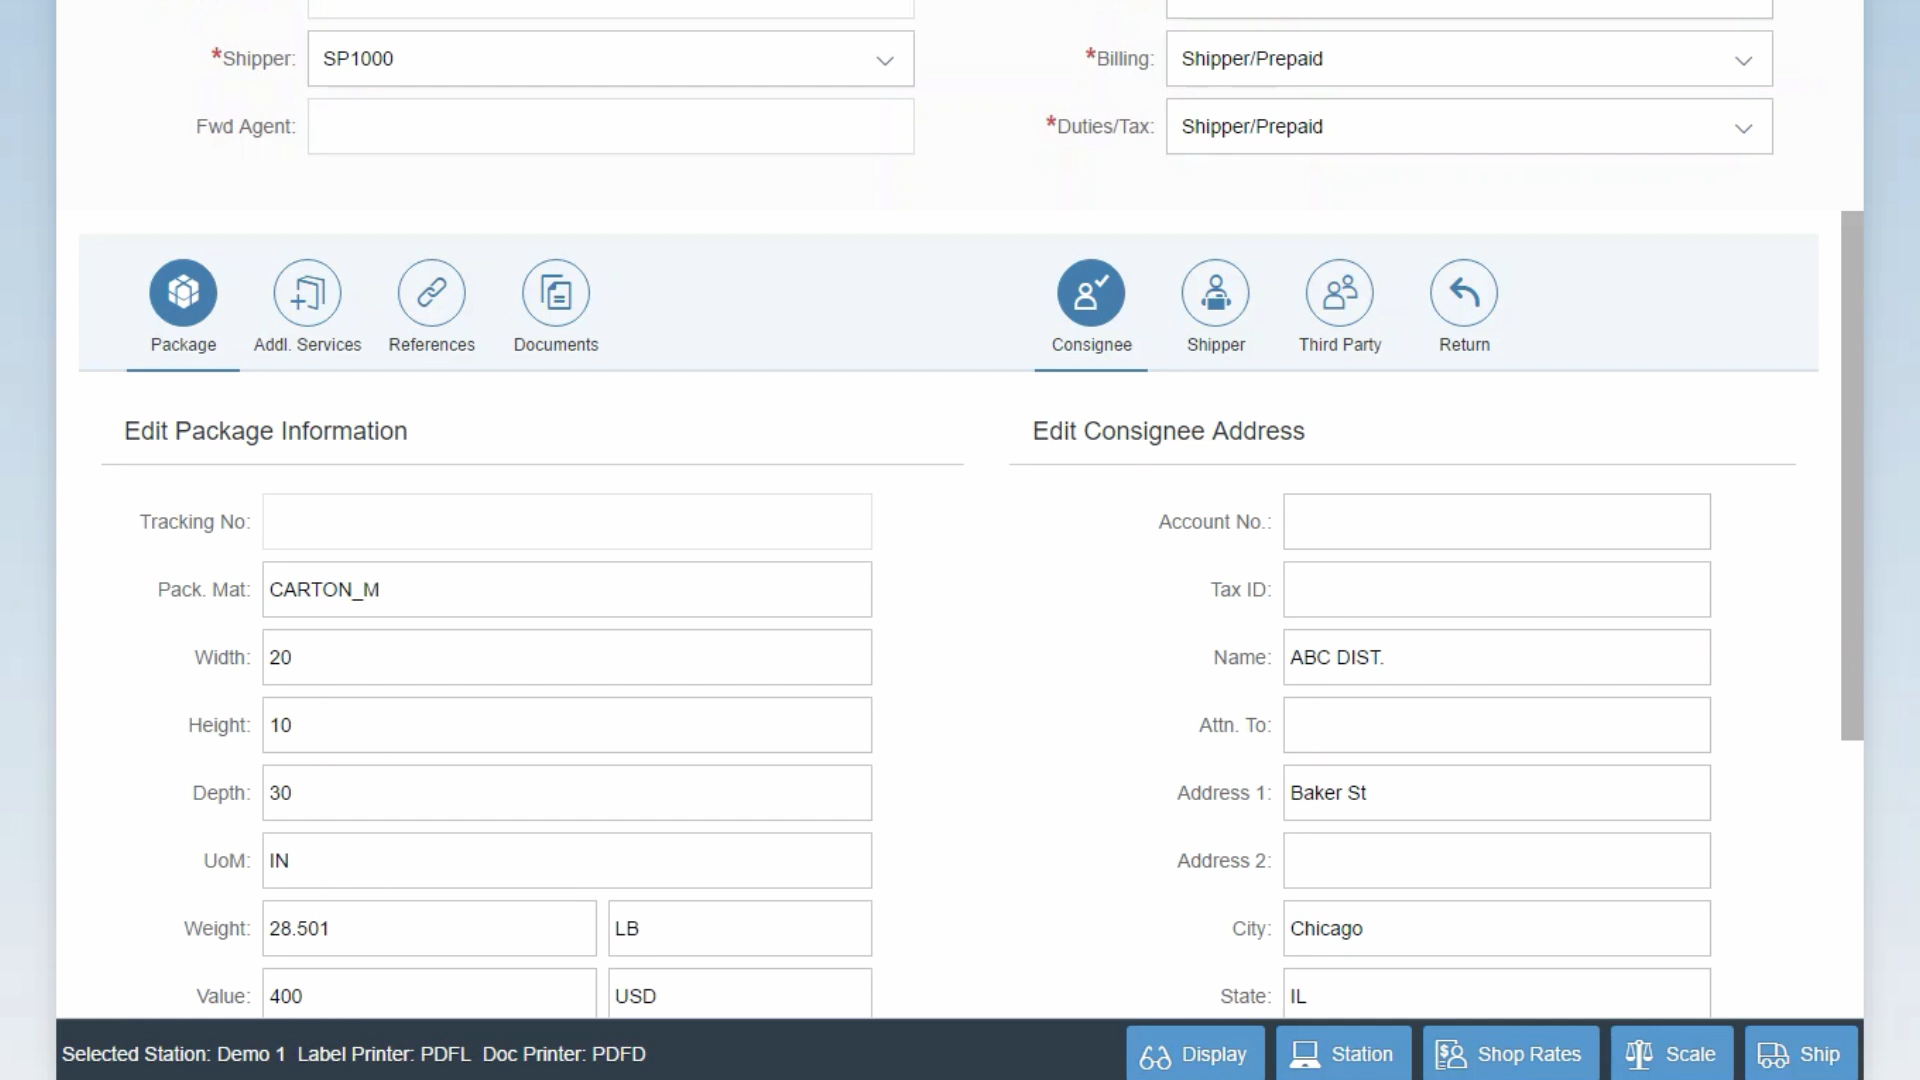 *Shipper: SP1000
*Billing: Shipper/Prepaid
Fwd Agent:
*Duties/Tax: Shipper/Prepaid
Package Addl. Services References Documents
Consignee Shipper Third Party Return
Edit Package Information
Edit Consignee Address
Tracking No:
Account No.:
Pack. Mat: CARTON_M
Tax ID:
Width: 20
Name: ABC DIST.
Height: 10
Attn. To:
Depth: 30
Address 1: Baker St
UoM: IN
Address 2:
Weight: 28.501 LB
City: Chicago
Value: 400 USD
State: IL
Selected Station: Demo 1 Label Printer: PDFL Doc Printer: PDFD
Display Station Shop Rates Scale Ship